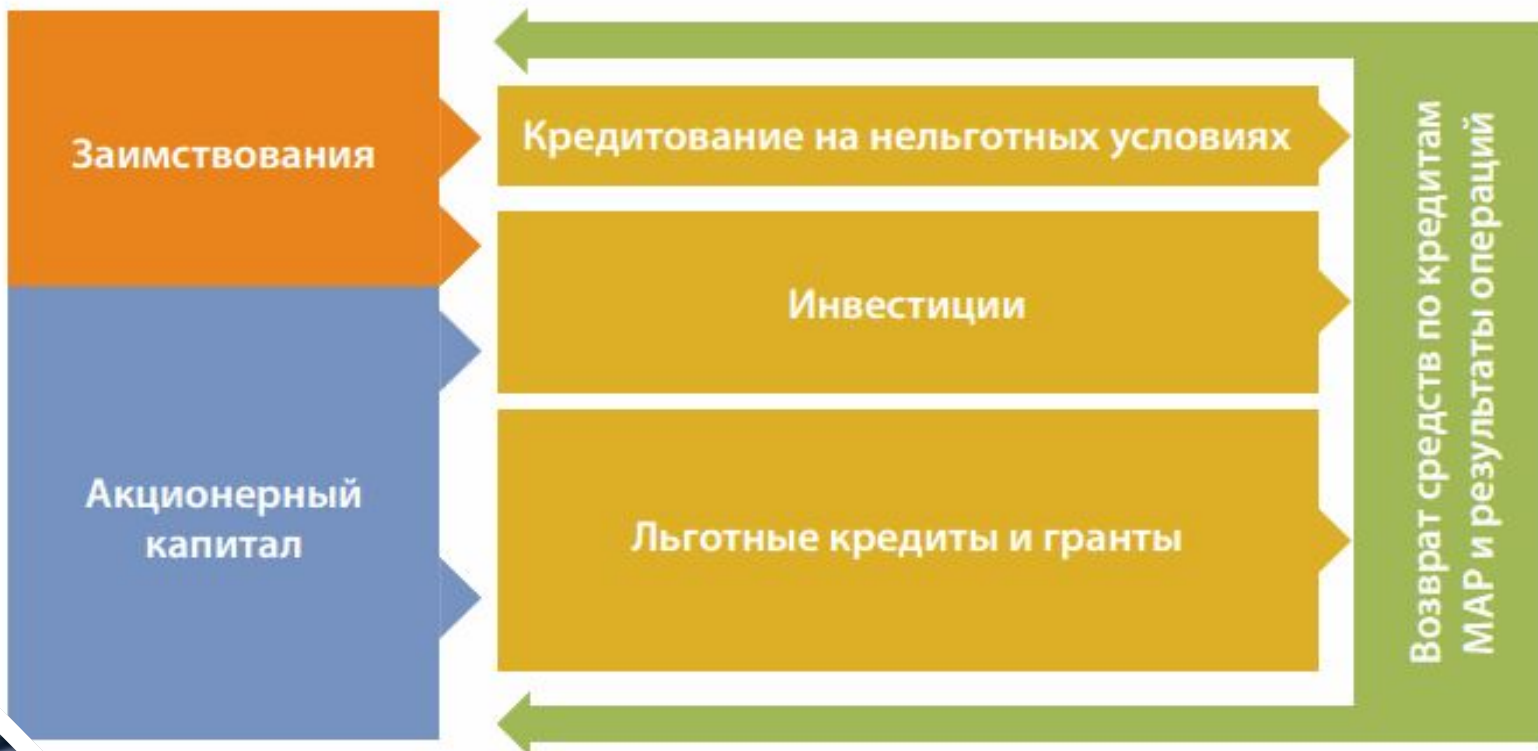 Заимствования
Акционерный
капитал
Кредитование на нельготных условиях
Инвестиции
Льготные кредиты и гранты
Возврат средств по кредитам
МАР и результаты операций